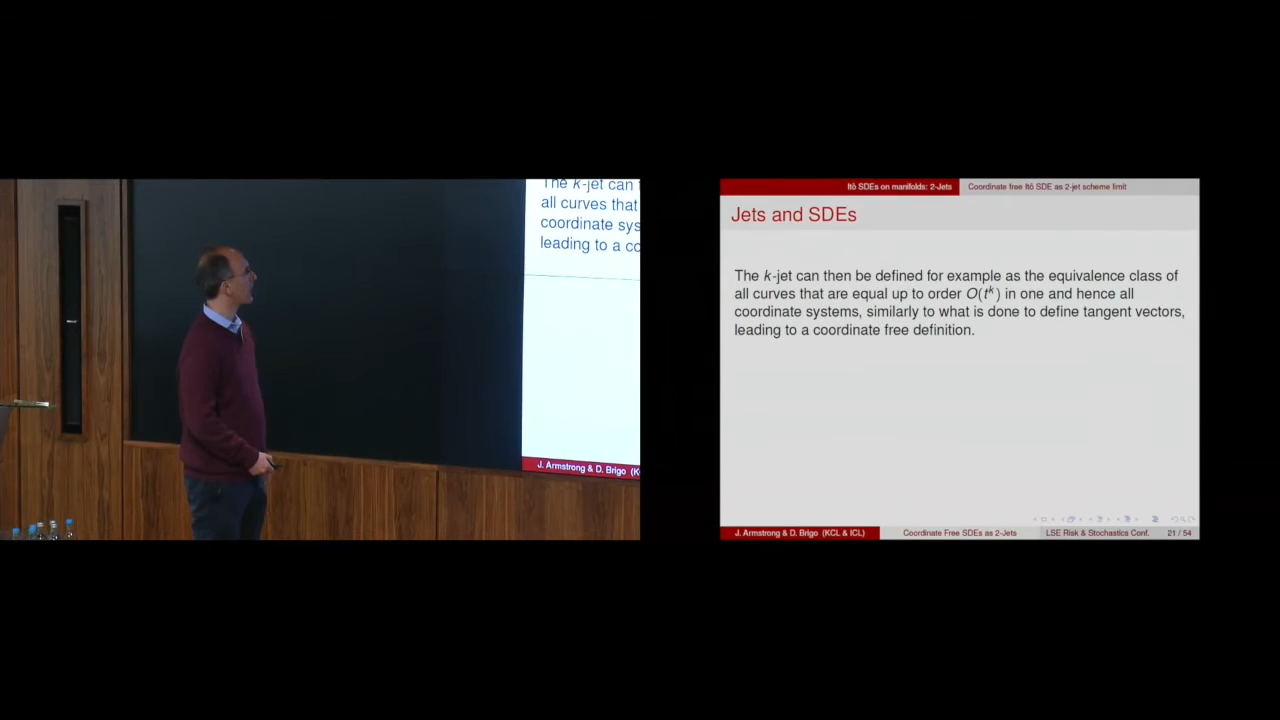 The k-jet can
all curves that
coordinate sys
leading to a co
J. Armstrong & D. Brigo (K
Itô SDEs on manifolds: 2-Jets
Coordinate free Itô SDE as 2-jet scheme limit
Jets and SDEs
The k-jet can then be defined for example as the equivalence class of
all curves that are equal up to order O(t^k) in one and hence all
coordinate systems, similarly to what is done to define tangent vectors,
leading to a coordinate free definition.
J. Armstrong & D. Brigo (KCL & ICL)
Coordinate Free SDEs as 2-Jets
LSE Risk & Stochastics Conf.
21 / 54